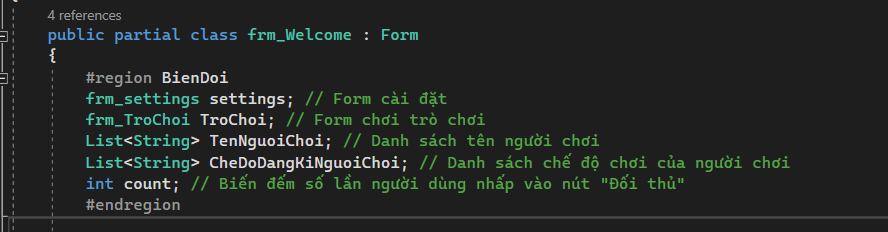 4 references
public partial class frm_Welcome : Form
{
#region BienDoi
frm_settings settings; // Form cài đặt
frm_TroChoi TroChoi; // Form chơi trò chơi
List<String> TenNguoiChoi; // Danh sách tên người chơi
List<String> CheDoDangKiNguoiChoi; // Danh sách chế độ chơi của người chơi
int count; // Biến đếm số lần người dùng nhấp vào nút "Đối thủ"
#endregion